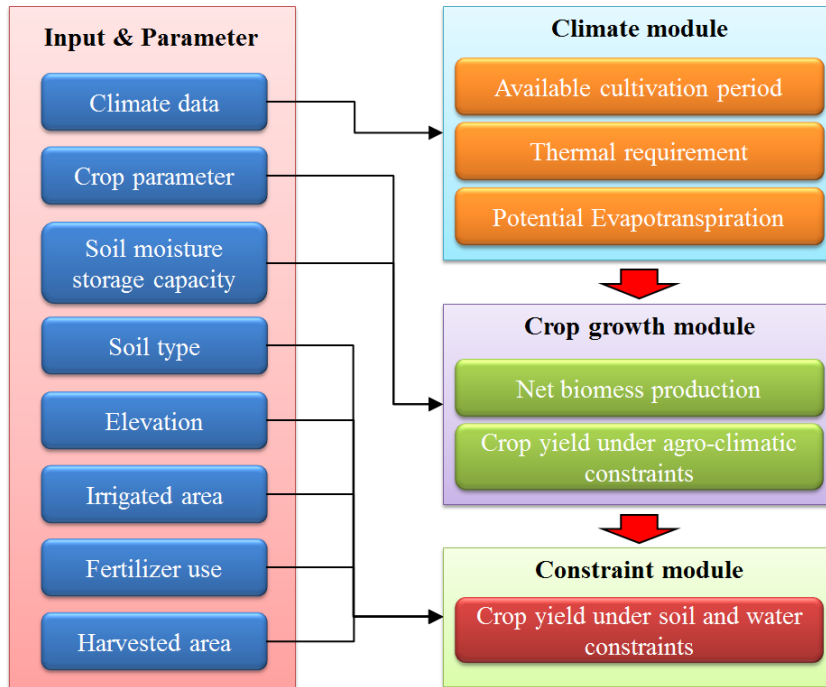 Input & Parameter
Climate data
Crop parameter
Soil moisture
storage capacity
Soil type
Elevation
Irrigated area
Fertilizer use
Harvested area
Climate module
Available cultivation period
Thermal requirement
Potential Evapotranspiration
Crop growth module
Net biomess production
Crop yield under agro-climatic
constraints
Constraint module
Crop yield under soil and water
constraints